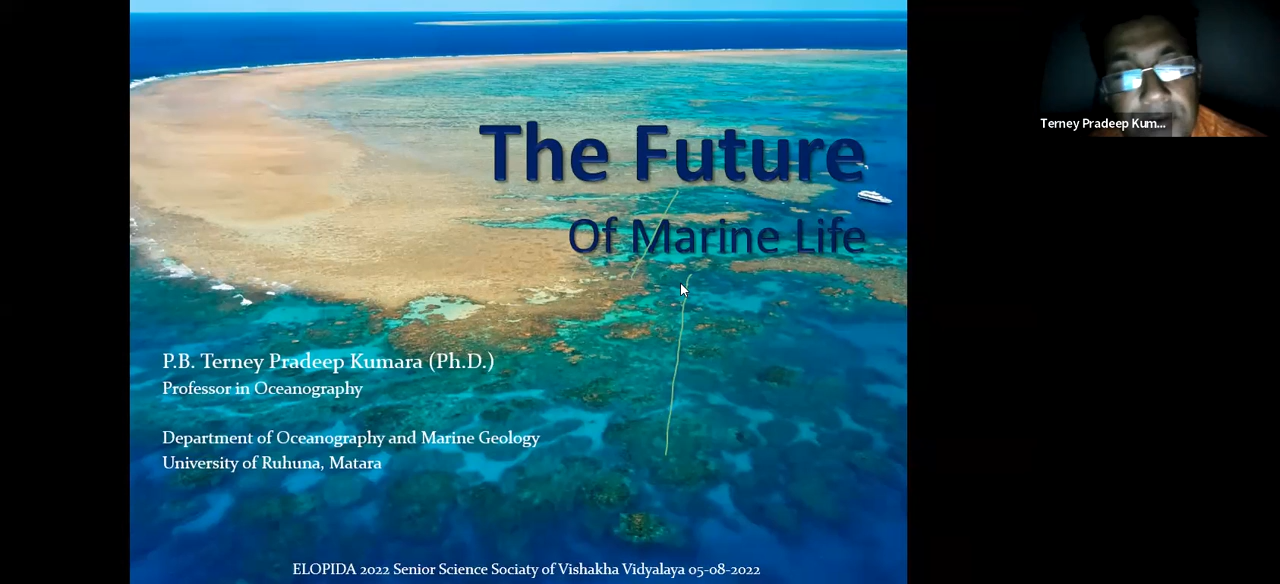 The Future
Of Marine Life
P.B. Terney Pradeep Kumara (Ph.D.)
Professor in Oceanography
Department of Oceanography and Marine Geology
University of Ruhuna, Matara
ELOPIDA 2022 Senior Science Sociaty of Vishakha Vidyalaya 05-08-2022
Terney Pradeep Kum...